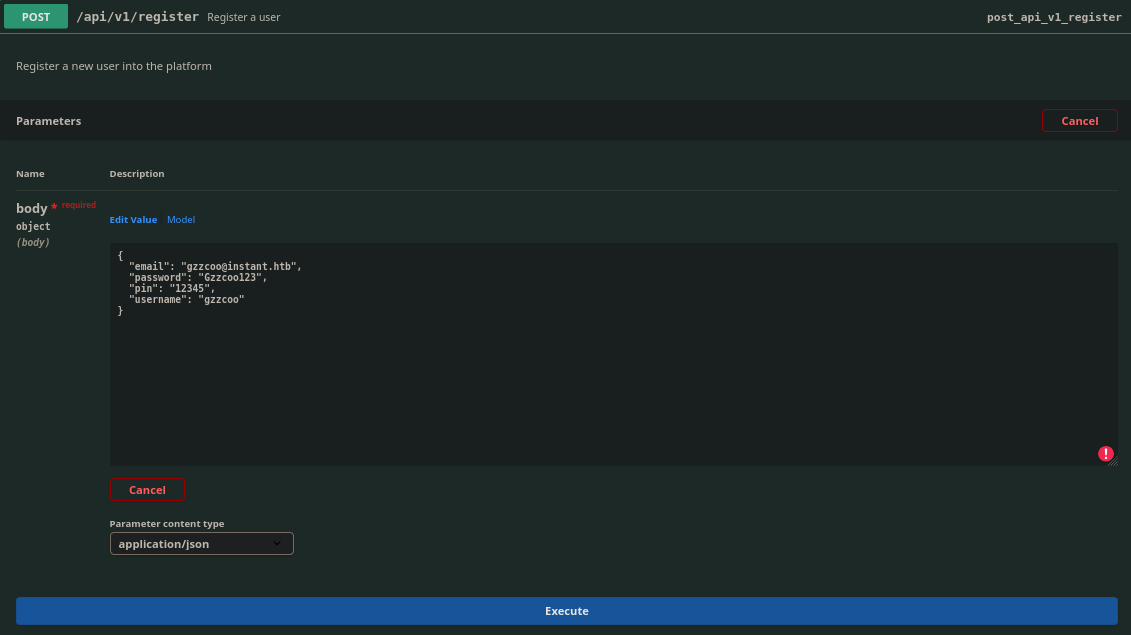 POST /api/v1/register Register a user post_api_v1_register
Register a new user into the platform
Parameters Cancel
Name Description
body * required
object
(body)
Edit Value Model
{
"email": "gzzcoo@instant.htb",
"password": "Gzzcoo123",
"pin": "12345",
"username": "gzzcoo"
}
!
Cancel
Parameter content type
application/json
Execute